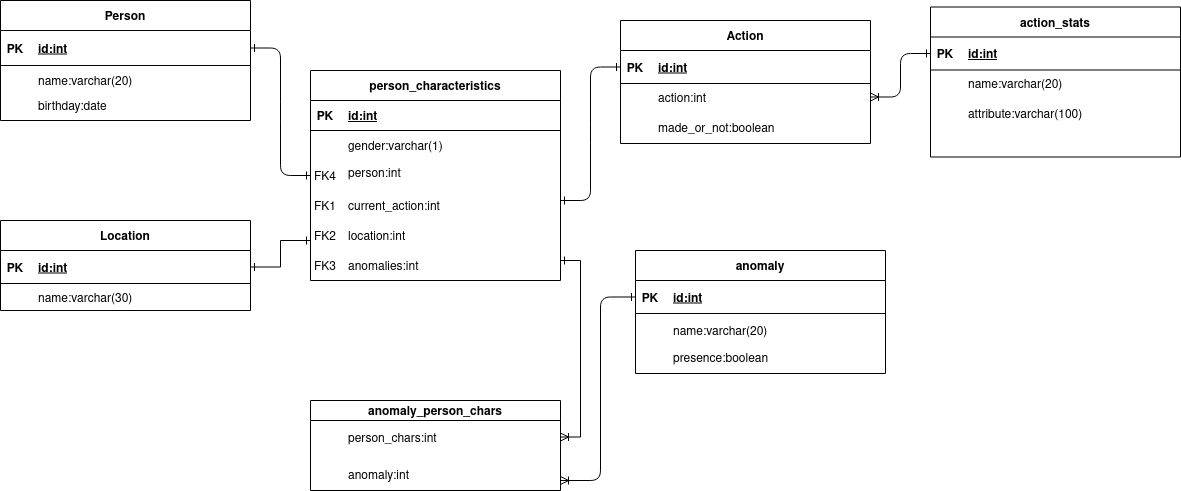 Person
PK id:int
name:varchar(20)
birthday:date
person_characteristics
PK id:int
gender:varchar(1)
FK4 person:int
FK1 current_action:int
FK2 location:int
FK3 anomalies:int
Action
PK id:int
action:int
made_or_not:boolean
action_stats
PK id:int
name:varchar(20)
attribute:varchar(100)
Location
PK id:int
name:varchar(30)
anomaly
PK id:int
name:varchar(20)
presence:boolean
anomaly_person_chars
person_chars:int
anomaly:int